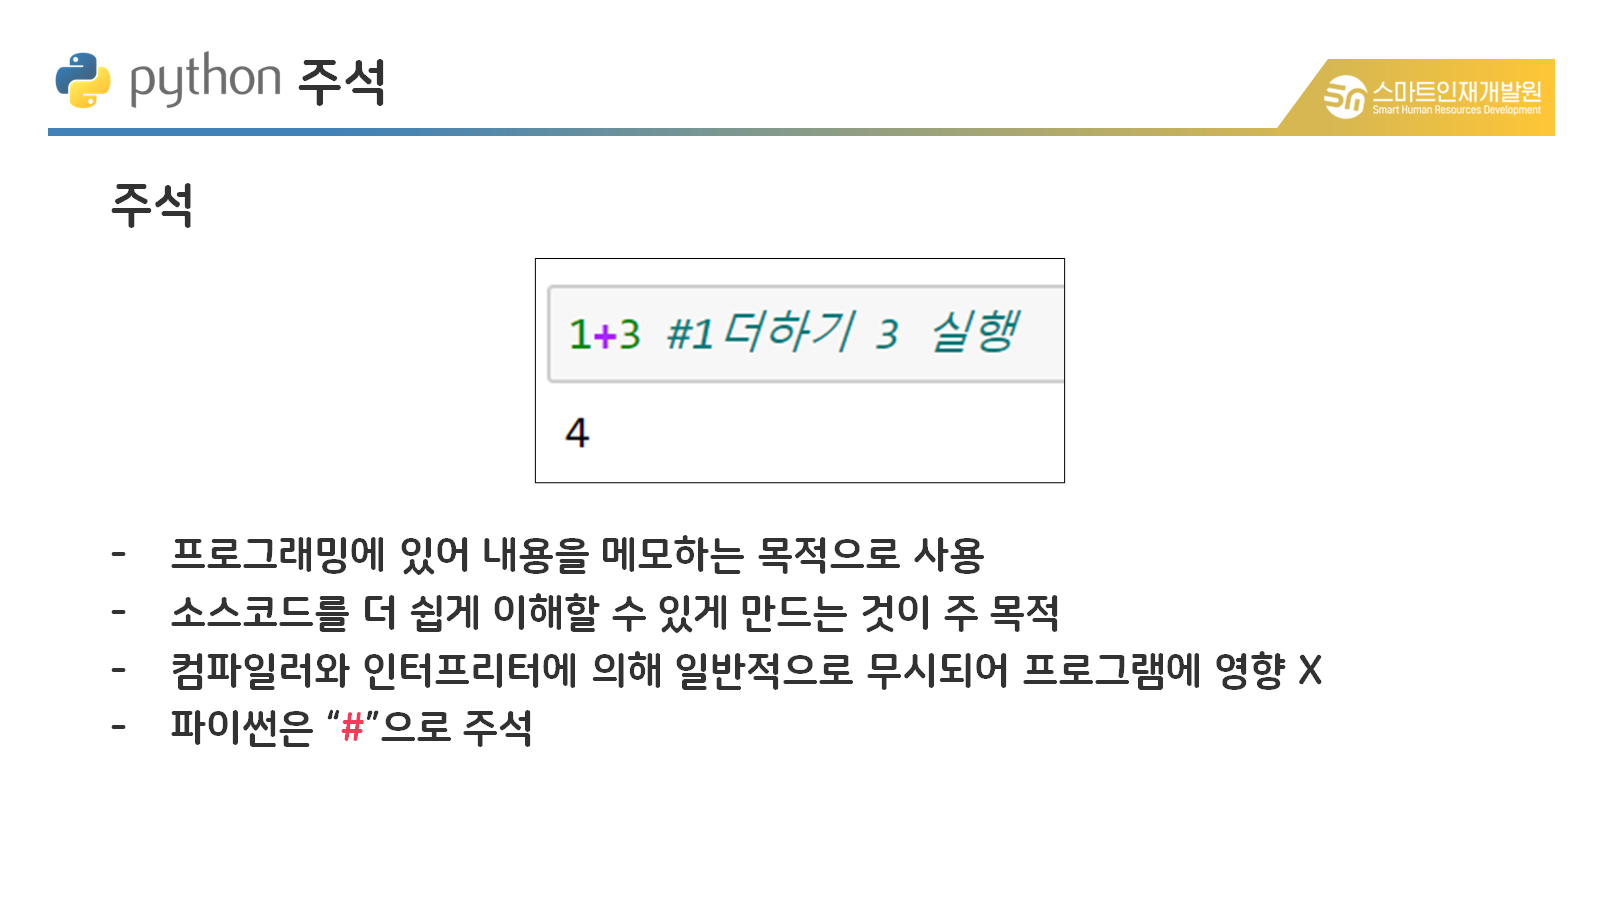 python 주석
스마트인재개발원
Smart Human Resources Development
주석
1+3 #1더하기 3 실행
4
- 프로그래밍에 있어 내용을 메모하는 목적으로 사용
- 소스코드를 더 쉽게 이해할 수 있게 만드는 것이 주 목적
- 컴파일러와 인터프리터에 의해 일반적으로 무시되어 프로그램에 영향 X
- 파이썬은 “#”으로 주석